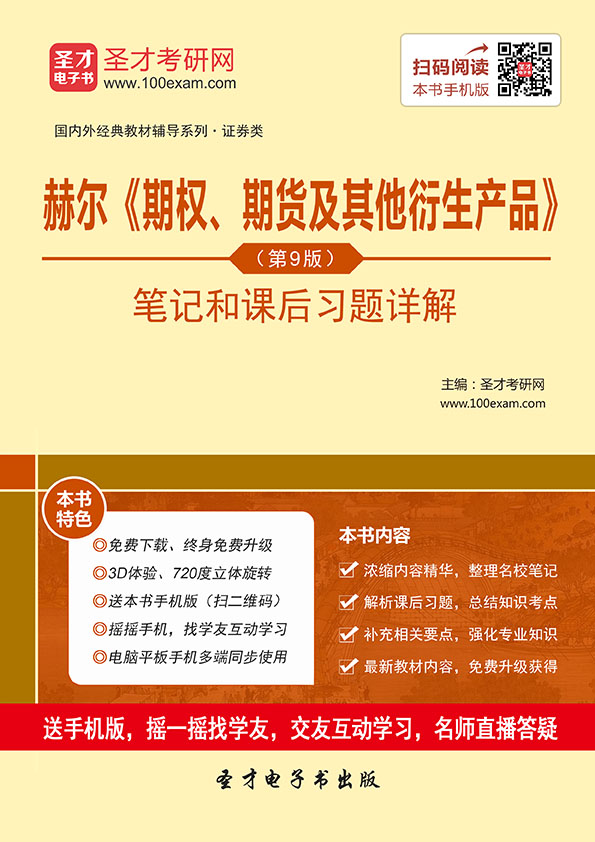 圣才
电子书
圣才考研网
www.100exam.com
扫码阅读
本书手机版
圣才
电子书
国内外经典教材辅导系列·证券类
赫尔《期权、期货及其他衍生产品》
（第9版）
笔记和课后习题详解
主编：圣才考研网
www.100exam.com
本书
特色
◎免费下载、终身免费升级
◎3D体验、720度立体旋转
◎送本书手机版（扫二维码）
◎摇摇手机，找学友互动学习
◎电脑平板手机多端同步使用
本书内容
浓缩内容精华，整理名校笔记
解析课后习题，总结知识考点
补充相关要点，强化专业知识
最新教材内容，免费升级获得
送手机版，摇一摇找学友，交友互动学习，名师直播答疑
圣才电子书出版